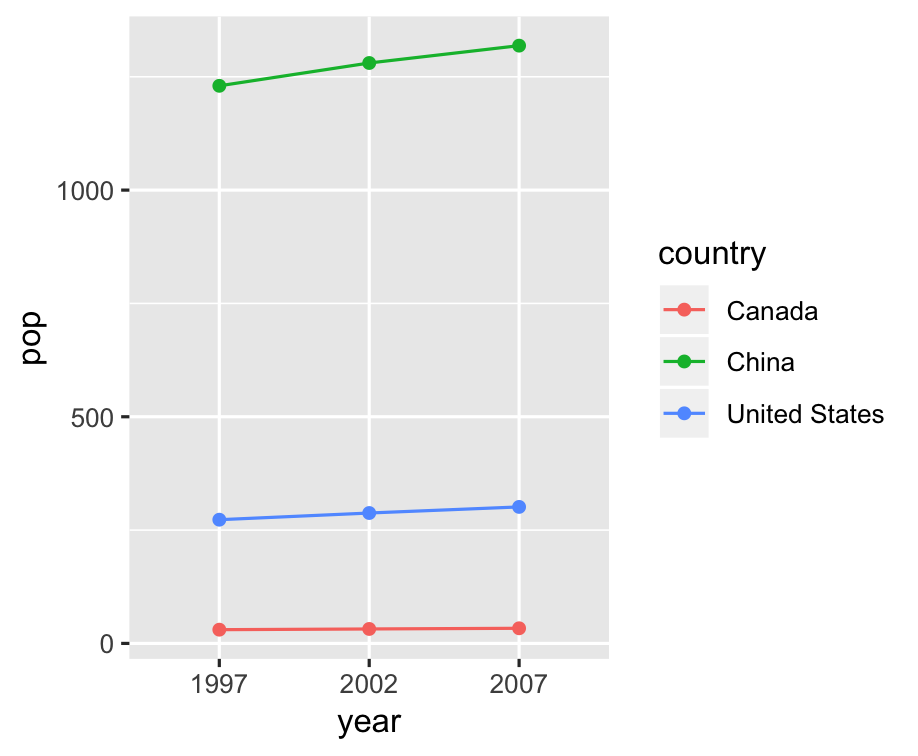 pop
1000
500
0
1997 2002 2007
year
country
Canada
China
United States